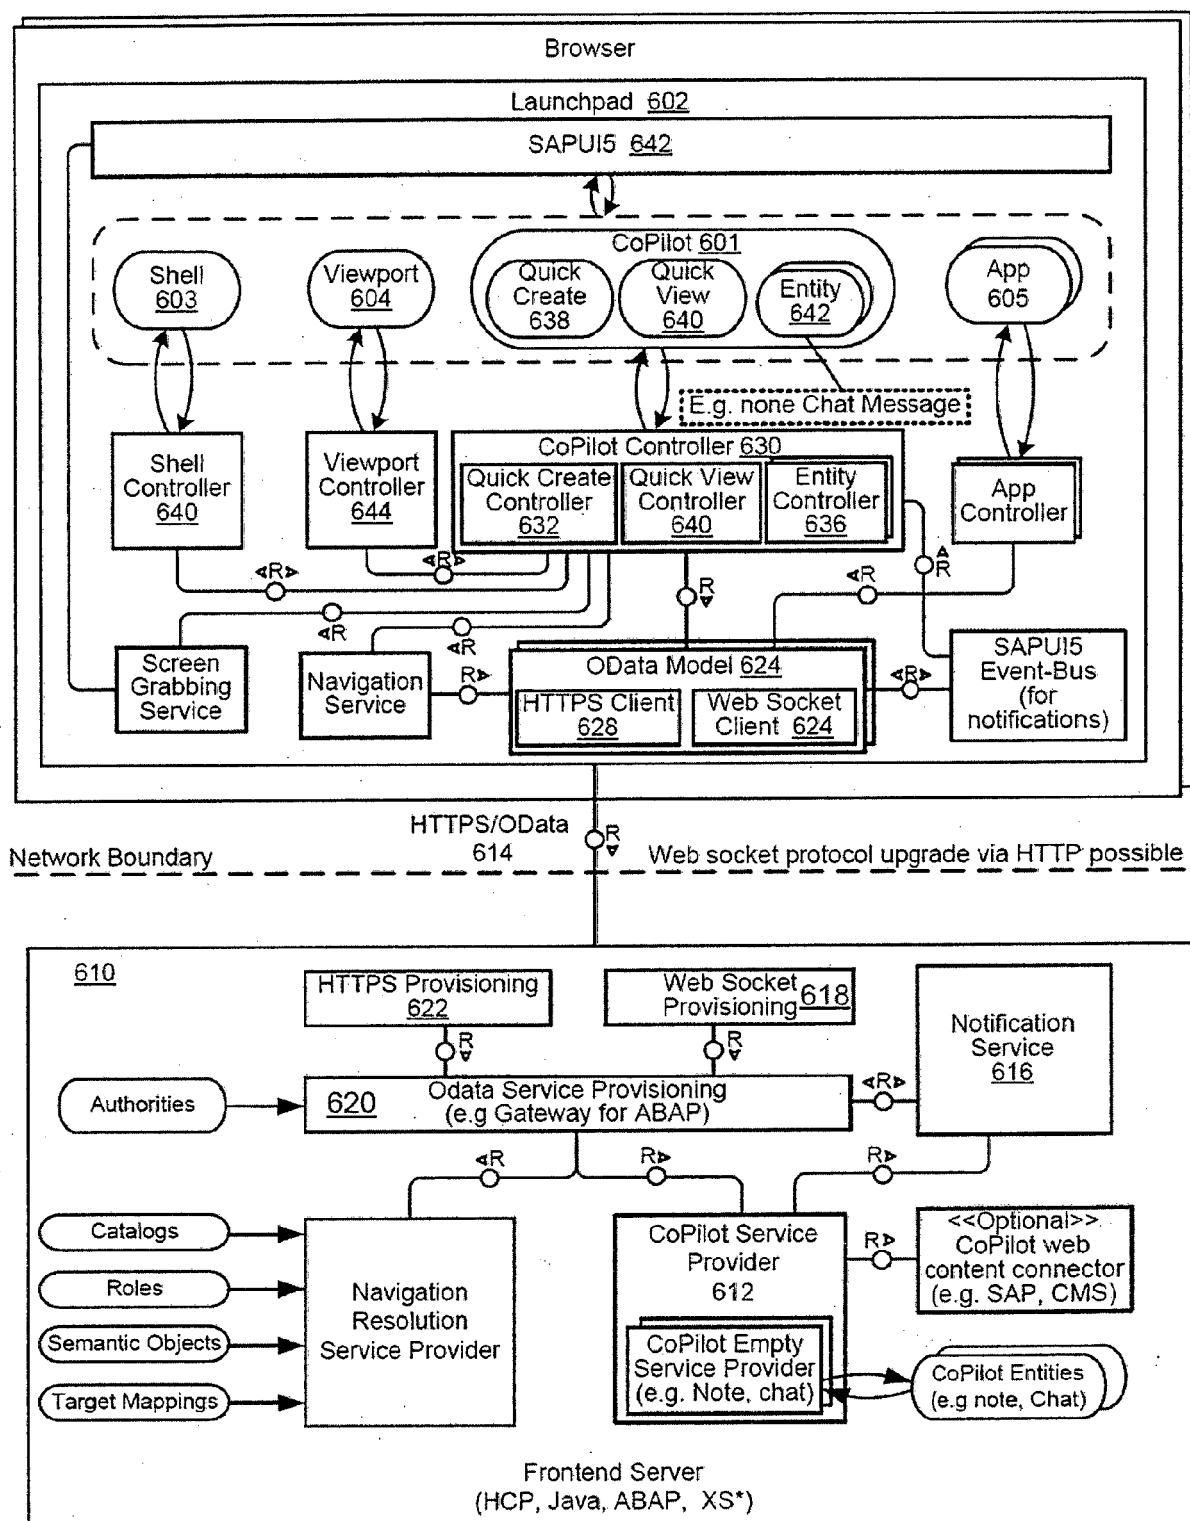 Browser
Launchpad 602
SAPUI5 642
CoPilot 601
Shell
603
Viewport
604
Quick
Create
638
Quick
View
640
Entity
642
App
605
E.g. none Chat Message
Shell
Controller
640
Viewport
Controller
644
CoPilot Controller 630
Quick Create
Controller
632
Quick View
Controller
640
Entity
Controller
636
App
Controller
R
R
R
R
R
R
R
Screen
Grabbing
Service
Navigation
Service
R
OData Model 624
HTTPS Client
628
Web Socket
Client 624
R
SAPUI5
Event-Bus
(for
notifications)
HTTPS/OData
614
R
Network Boundary
Web socket protocol upgrade via HTTP possible
610
HTTPS Provisioning
622
Web Socket
Provisioning 618
Notification
Service
616
R
R
Authorities
620
Odata Service Provisioning
(e.g Gateway for ABAP)
R
R
R
R
Catalogs
Roles
Semantic Objects
Target Mappings
Navigation
Resolution
Service Provider
CoPilot Service
Provider
612
R
<<Optional>>
CoPilot web
content connector
(e.g. SAP, CMS)
CoPilot Empty
Service Provider
(e.g. Note, chat)
CoPilot Entities
(e.g note, Chat)
Frontend Server
(HCP, Java, ABAP, XS*)